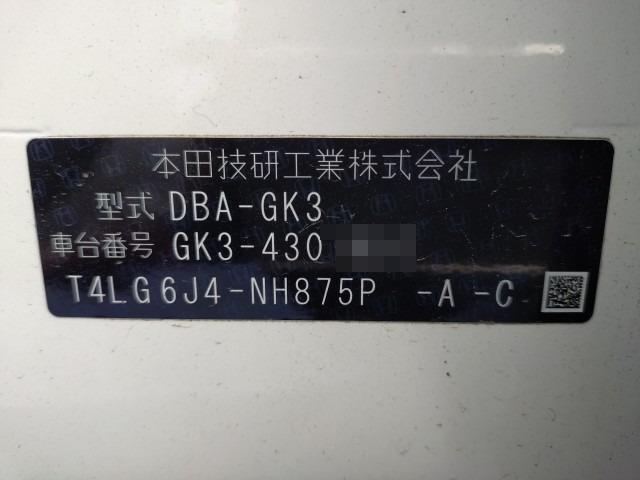 本田技研工業株式会社
型式 DBA-GK3
車台番号 GK3-430
T4LG6J4-NH875P -A -C